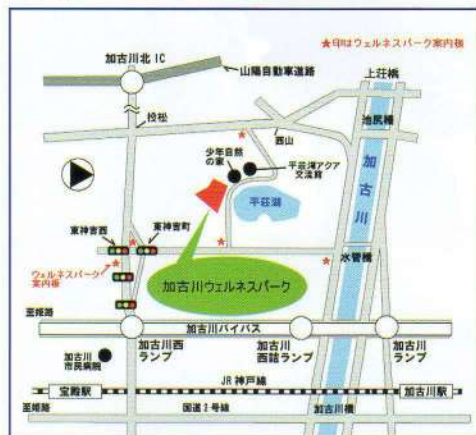 ★印はウェルネスパーク案内板
加古川北IC
山陽自動車道路
上荘橋
投松
池尻橋
西山
少年自然
の家
平荘湖アクア
交流館
加古川
平荘湖
東神吉西
東神吉町
ウェルネスパーク
案内板
水管橋
加古川ウェルネスパーク
至姫路
加古川バイパス
加古川西
ランプ
加古川
西詰ランプ
加古川
ランプ
加古川
市民病院
JR神戸線
宝殿駅
加古川駅
至姫路
国道2号線
加古川橋